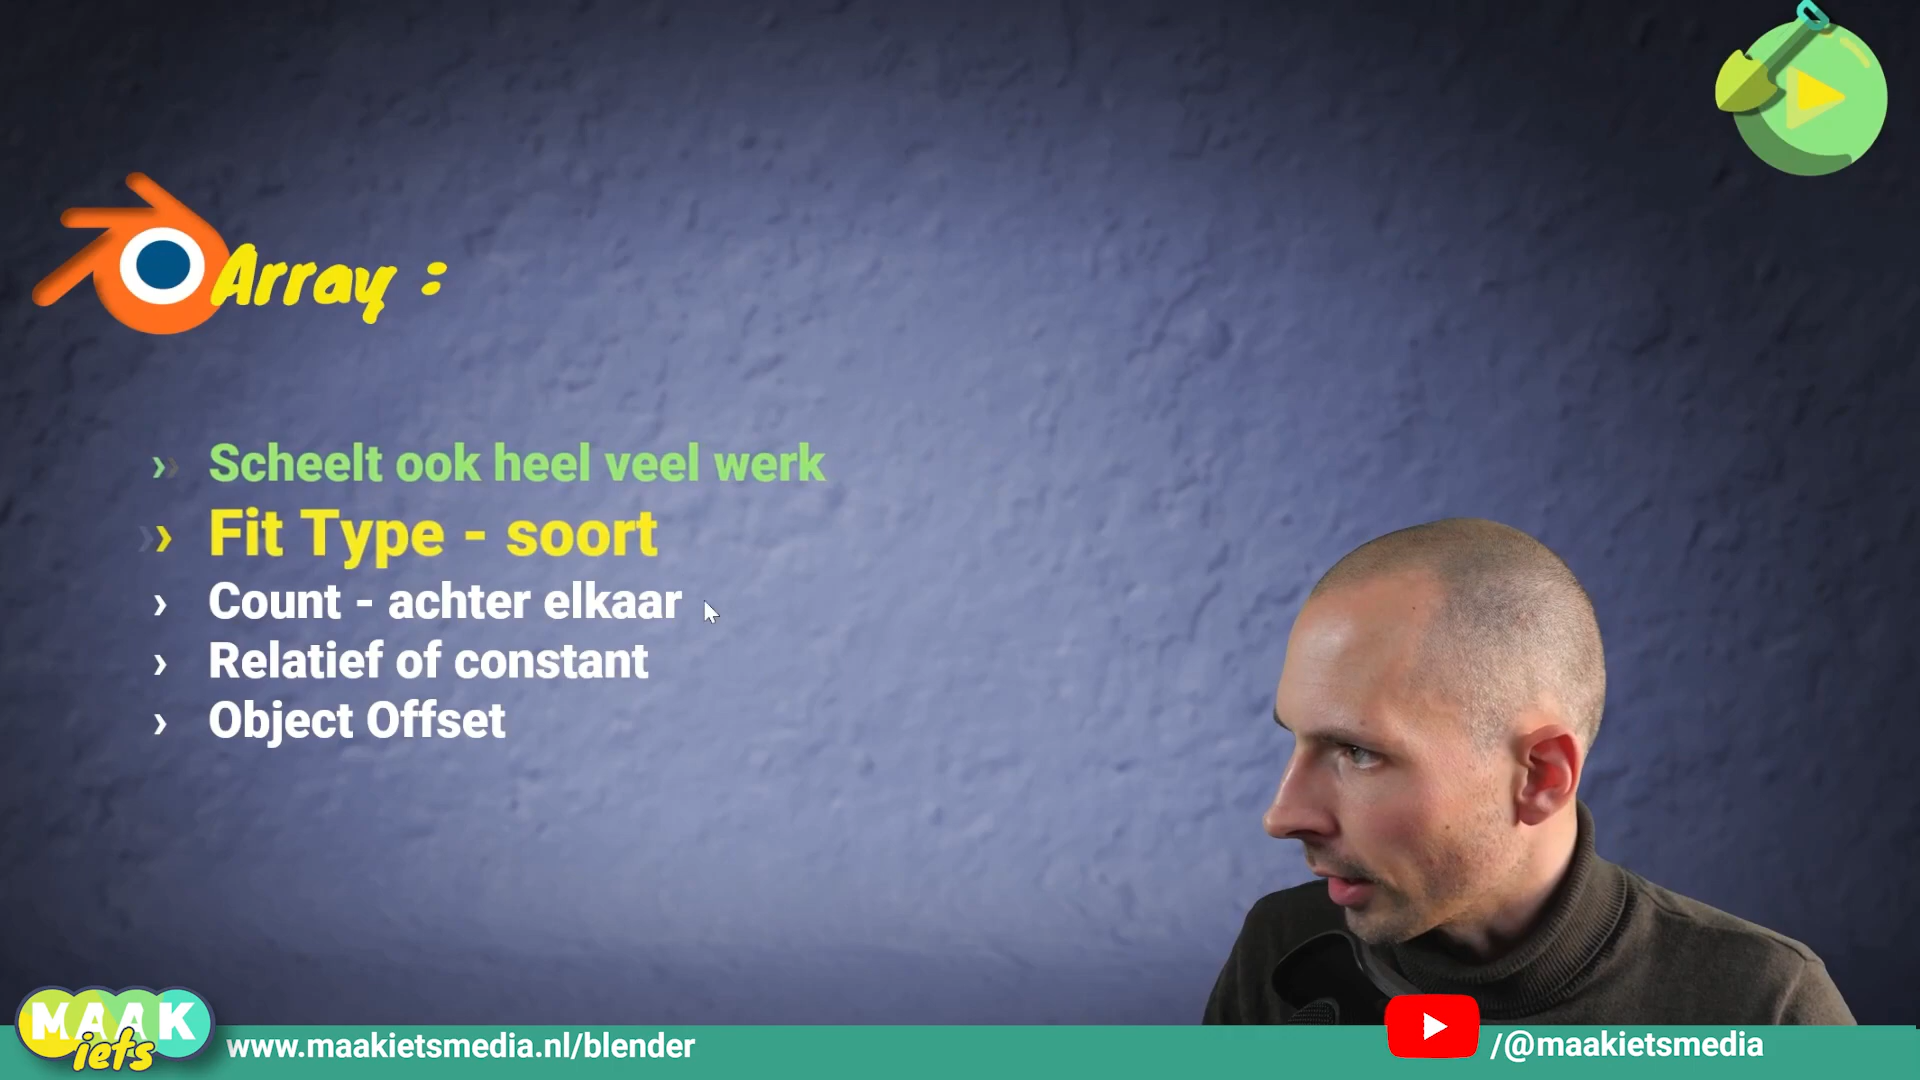 Array :
Scheelt ook heel veel werk
Fit Type - soort
Count - achter elkaar
Relatief of constant
Object Offset
MAAK
iets
www.maakietsmedia.nl/blender
/@maakietsmedia